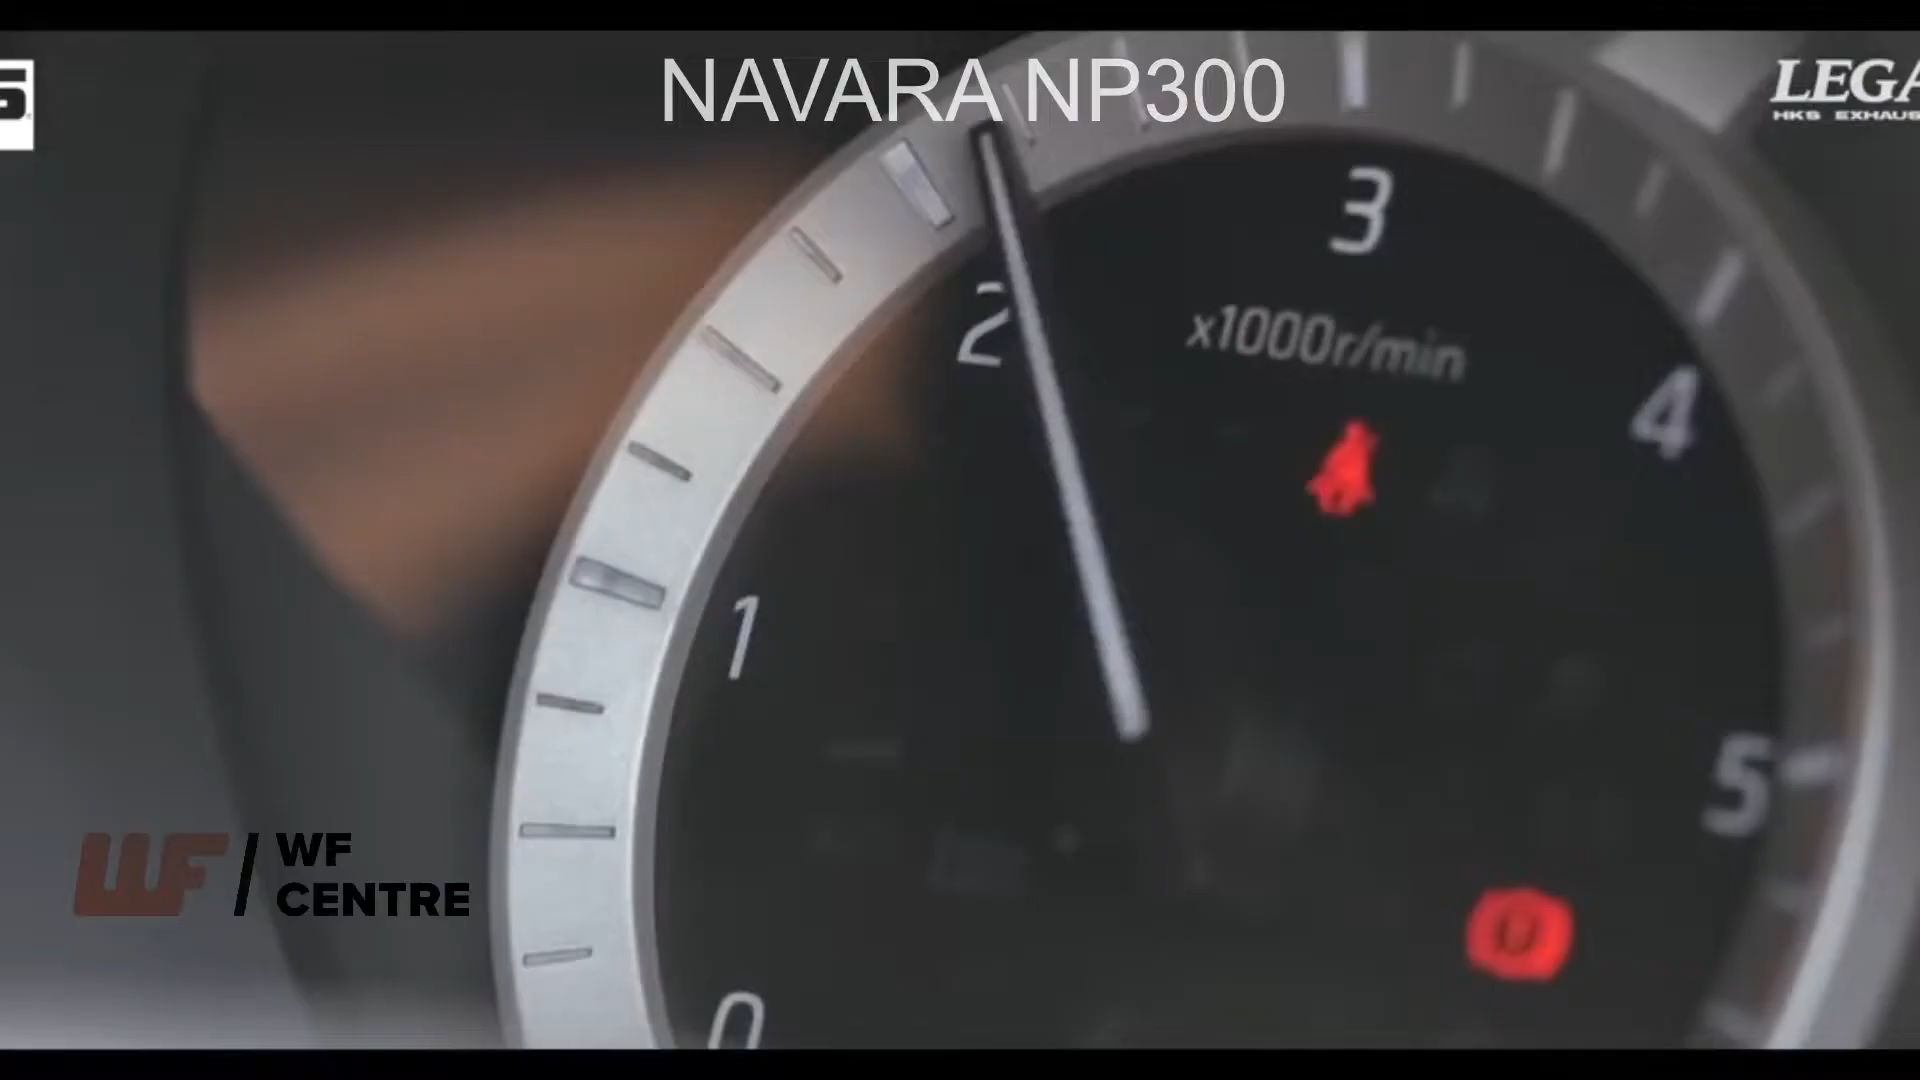 NAVARA NP300
LEGA
HKS EXHAUS
3
2
x1000r/min
4
1
5
WF / WF
CENTRE
0